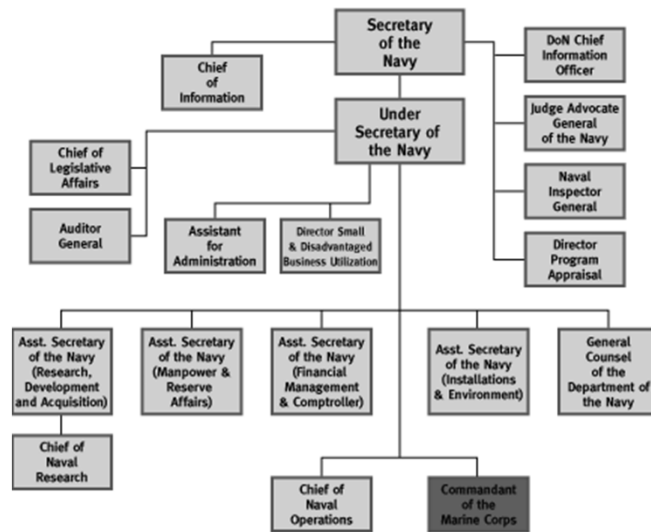 Secretary
of the
Navy
Chief
of
Information
DoN Chief
Information
Officer
Under
Secretary of
the Navy
Judge Advocate
General
of the Navy
Chief of
Legislative
Affairs
Naval
Inspector
General
Auditor
General
Assistant
for
Administration
Director Small
& Disadvantaged
Business Utilization
Director
Program
Appraisal
Asst. Secretary
of the Navy
(Research,
Development
and Acquisition)
Asst. Secretary
of the Navy
(Manpower &
Reserve
Affairs)
Asst. Secretary
of the Navy
(Financial
Management
& Comptroller)
Asst. Secretary
of the Navy
(Installations
& Environment)
General
Counsel
of the
Department of
the Navy
Chief of
Naval
Research
Chief of
Naval
Operations
Commandant
of the
Marine Corps